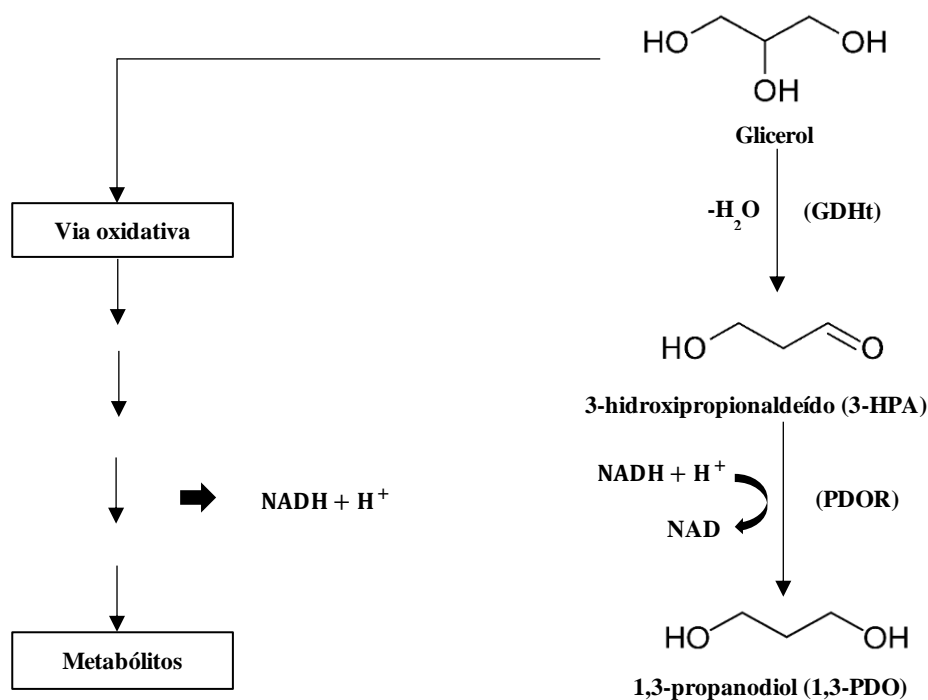 HO
OH
OH
Glicerol
-H₂O
(GDHt)
Via oxidativa
HO
O
3-hidroxipropionaldeído (3-HPA)
NADH + H⁺
NADH + H⁺
(PDOR)
NAD
HO
OH
Metabólitos
1,3-propanodiol (1,3-PDO)